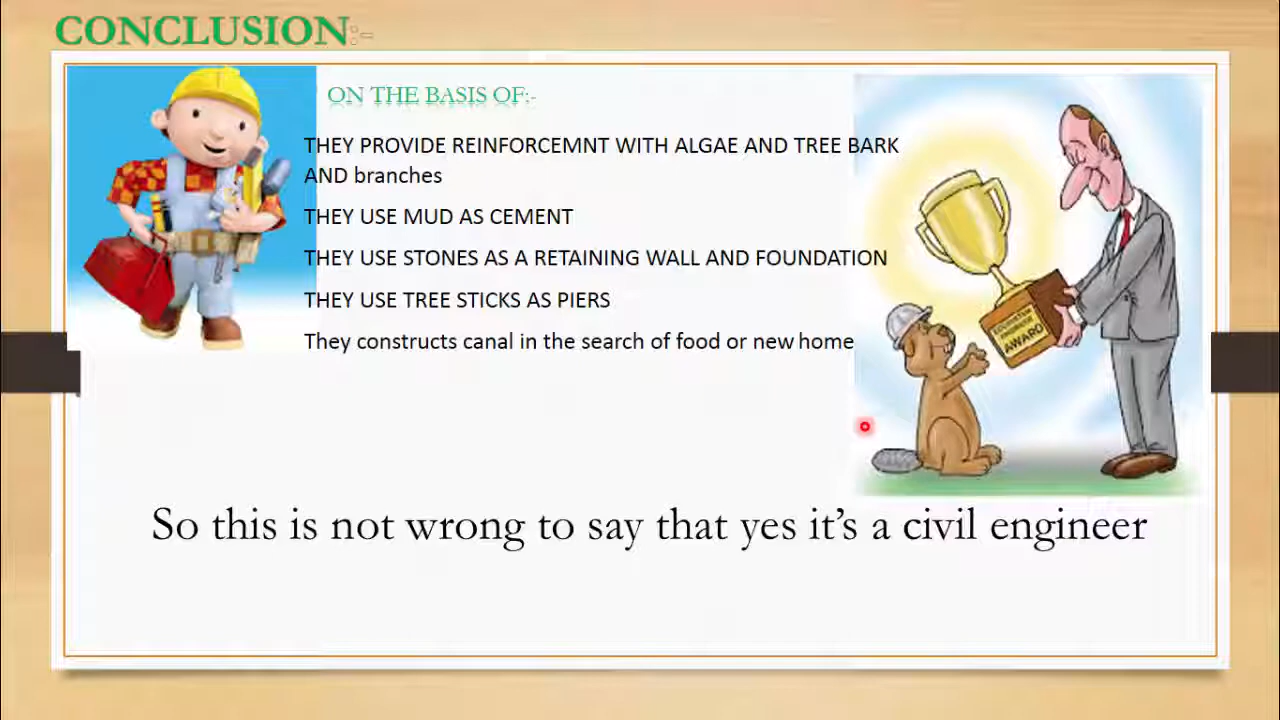 CONCLUSION:-
ON THE BASIS OF:-
THEY PROVIDE REINFORCEMNT WITH ALGAE AND TREE BARK
AND branches
THEY USE MUD AS CEMENT
THEY USE STONES AS A RETAINING WALL AND FOUNDATION
THEY USE TREE STICKS AS PIERS
They constructs canal in the search of food or new home
AWARD
So this is not wrong to say that yes it's a civil engineer